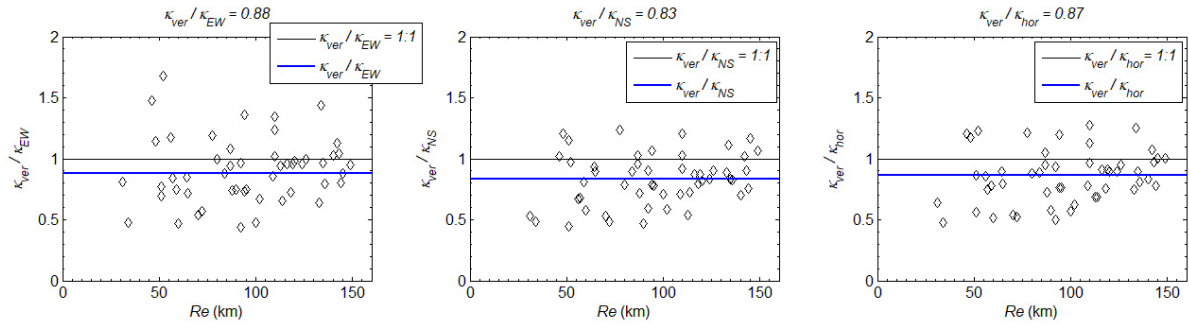 κver / κEW = 0.88
κver / κEW = 1:1
κver / κEW
κver / κEW
2
1.5
1
0.5
0
0
50
100
150
Re (km)
κver / κNS = 0.83
κver / κNS = 1:1
κver / κNS
κver / κNS
2
1.5
1
0.5
0
0
50
100
150
Re (km)
κver / κhor = 0.87
κver / κhor = 1:1
κver / κhor
κver / κhor
2
1.5
1
0.5
0
0
50
100
150
Re (km)